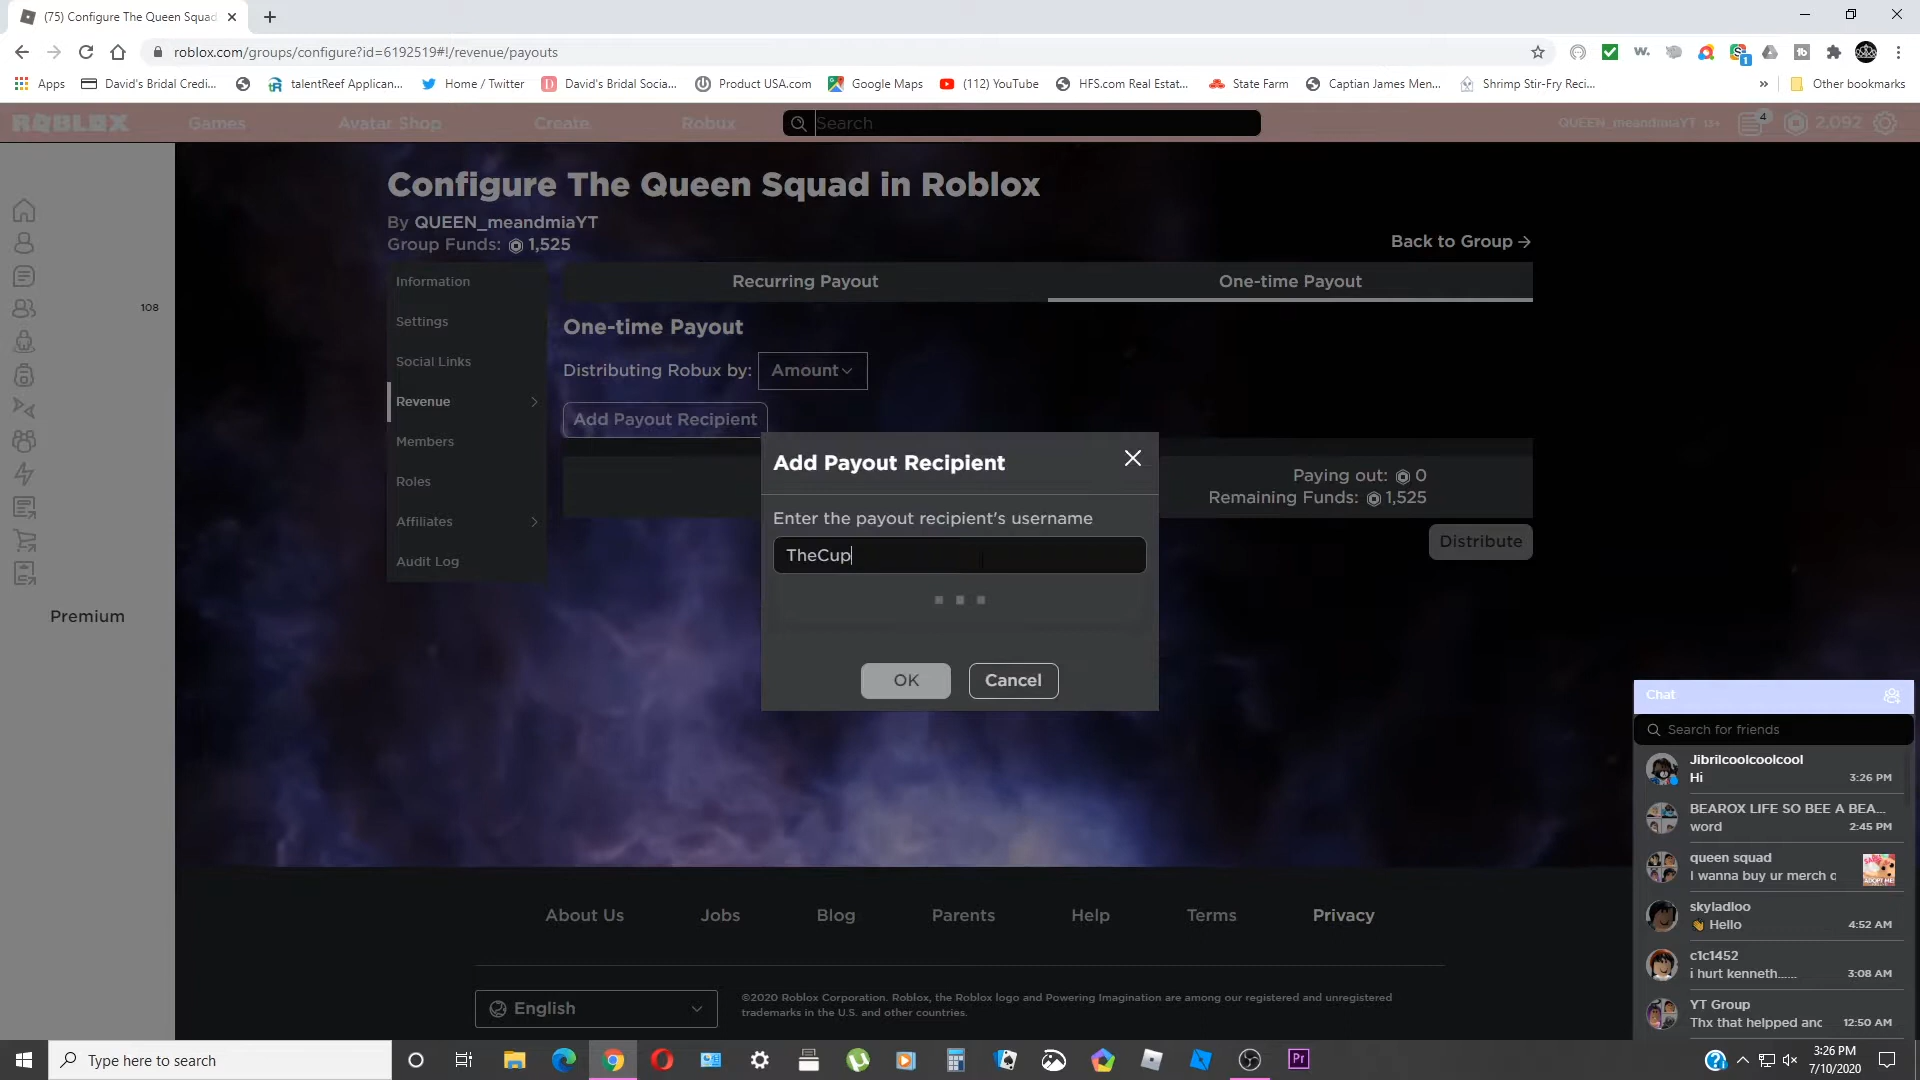 (75) Configure The Queen Squad
roblox.com/groups/configure?id=6192519#!/revenue/payouts
Apps
David's Bridal Credi...
talentReef Applican...
Home / Twitter
David's Bridal Socia...
Product USA.com
Google Maps
(112) YouTube
HFS.com Real Estat...
State Farm
Captian James Men...
Shrimp Stir-Fry Reci...
»
Other bookmarks
ROBLOX
Games
Avatar Shop
Create
Robux
Search
QUEEN_meandmiaYT 13+
4
2,092
Configure The Queen Squad in Roblox
By QUEEN_meandmiaYT
Group Funds: 1,525
Back to Group →
108
Premium
Information
Settings
Social Links
Revenue
Members
Roles
Affiliates
Audit Log
Recurring Payout
One-time Payout
One-time Payout
Distributing Robux by: Amount
Add Payout Recipient
Paying out: 0
Remaining Funds: 1,525
Distribute
Add Payout Recipient
Enter the payout recipient's username
TheCup
OK
Cancel
Chat
Search for friends
Jibrilcoolcoolcool
Hi 3:26 PM
BEAROX LIFE SO BEE A BEA...
word 2:45 PM
queen squad
I wanna buy ur merch c
skyladloo
👋 Hello 4:52 AM
c1c1452
i hurt kenneth...... 3:08 AM
YT Group
Thx that helpped anc 12:50 AM
About Us
Jobs
Blog
Parents
Help
Terms
Privacy
English
©2020 Roblox Corporation. Roblox, the Roblox logo and Powering Imagination are among our registered and unregistered
trademarks in the U.S. and other countries.
Type here to search
Pr
3:26 PM
7/10/2020